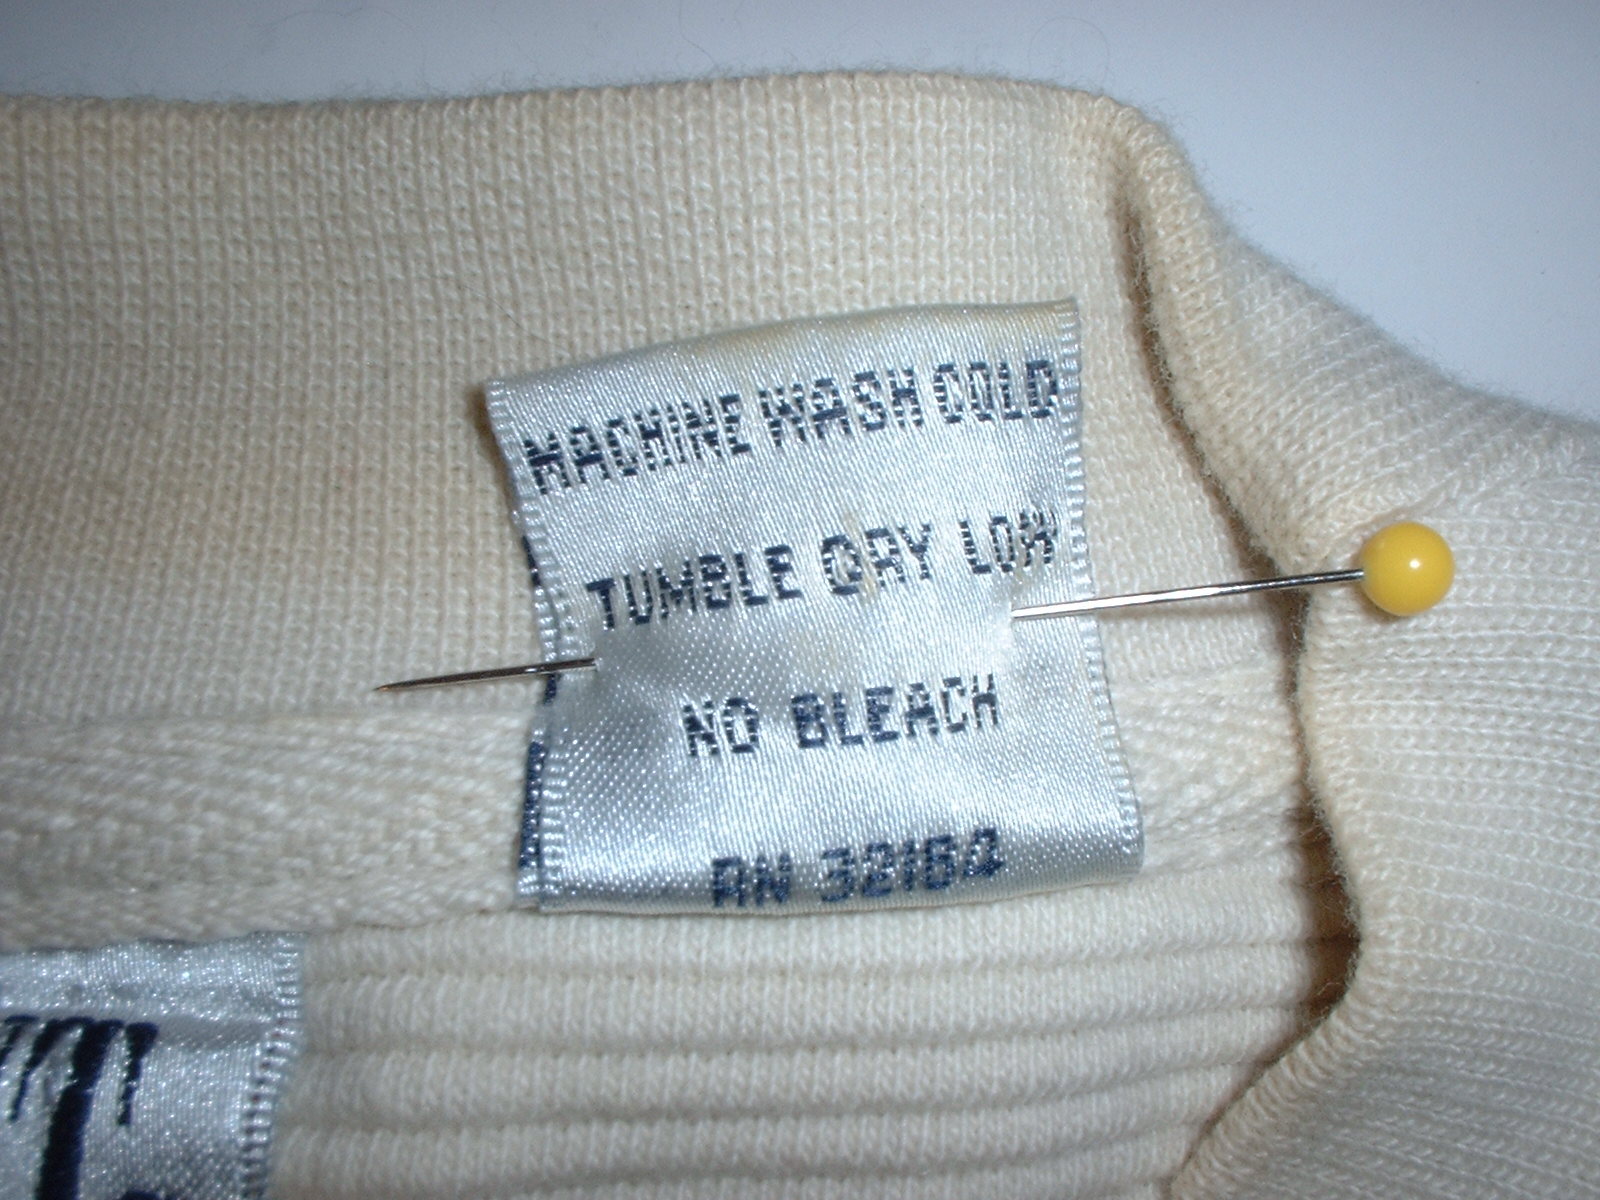 MACHINE WASH COLD
TUMBLE DRY LOW
NO BLEACH
RN 32164